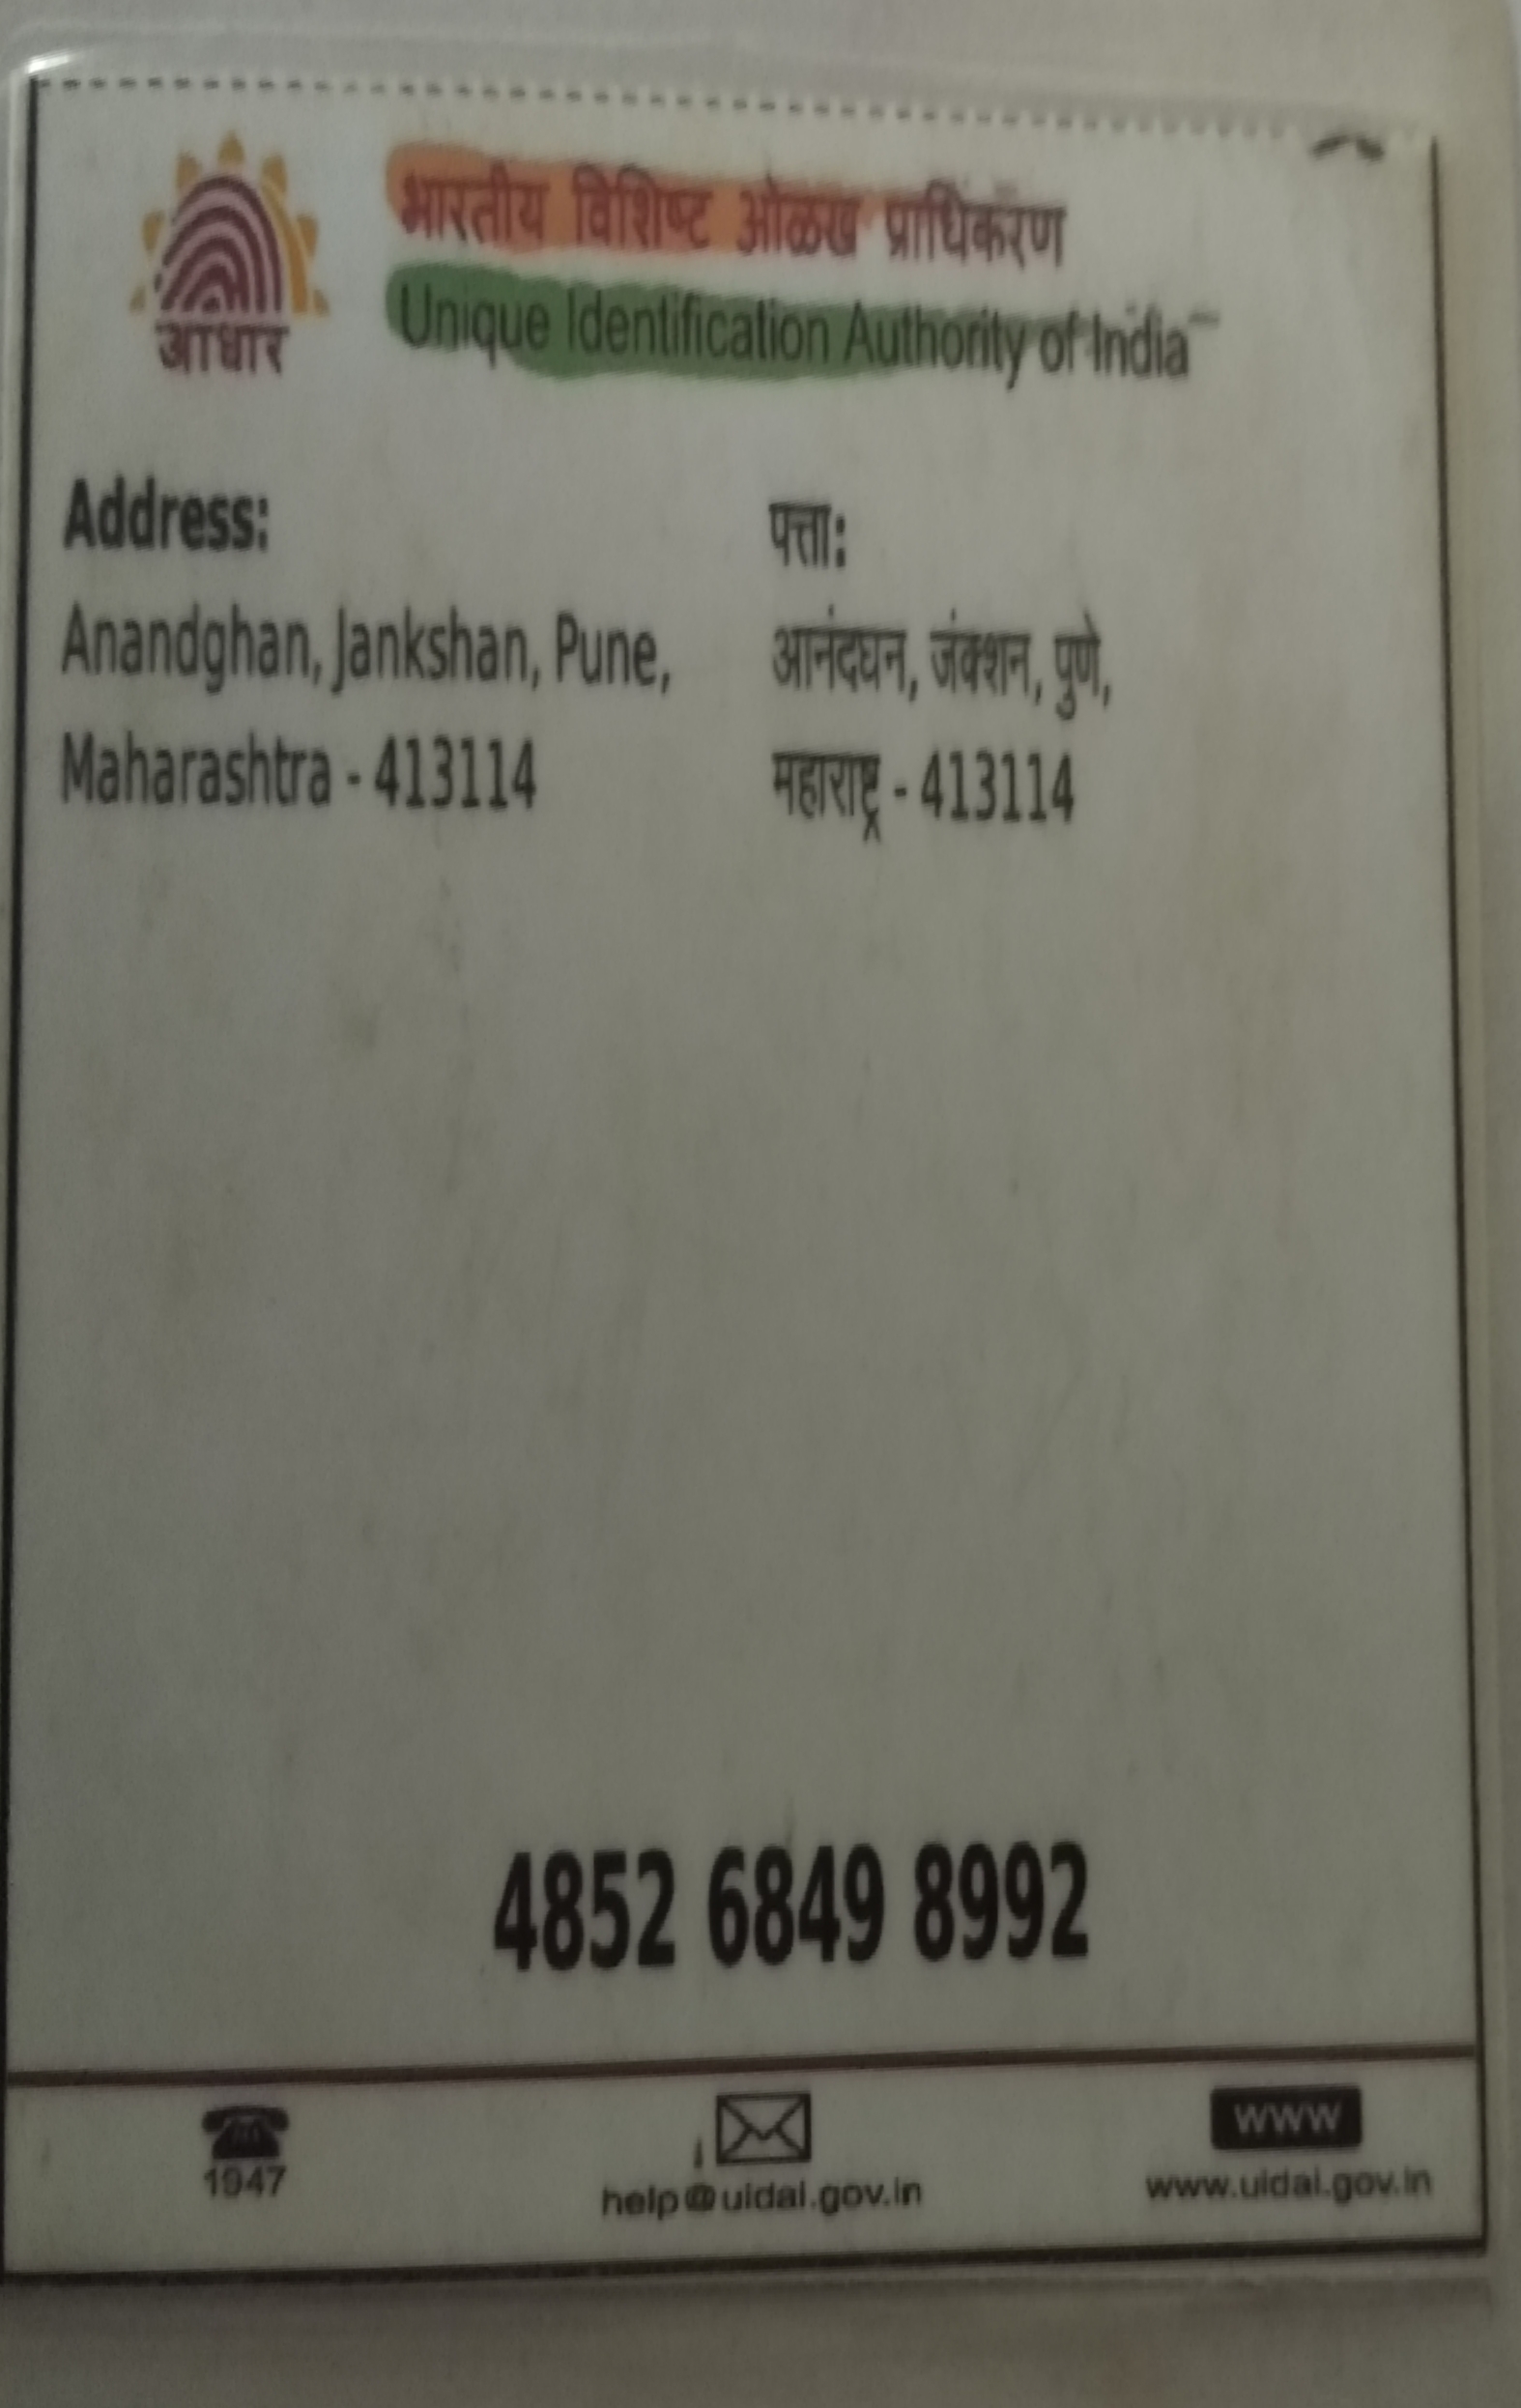 आधार
भारतीय विशिष्ट ओळख प्राधिकरण
Unique Identification Authority of India
Address:
Anandghan, Jankshan, Pune,
Maharashtra - 413114
पत्ता:
आनंदघन, जंक्शन, पुणे,
महाराष्ट्र - 413114
4852 6849 8992
1947
help@uidai.gov.in
www
www.uidai.gov.in